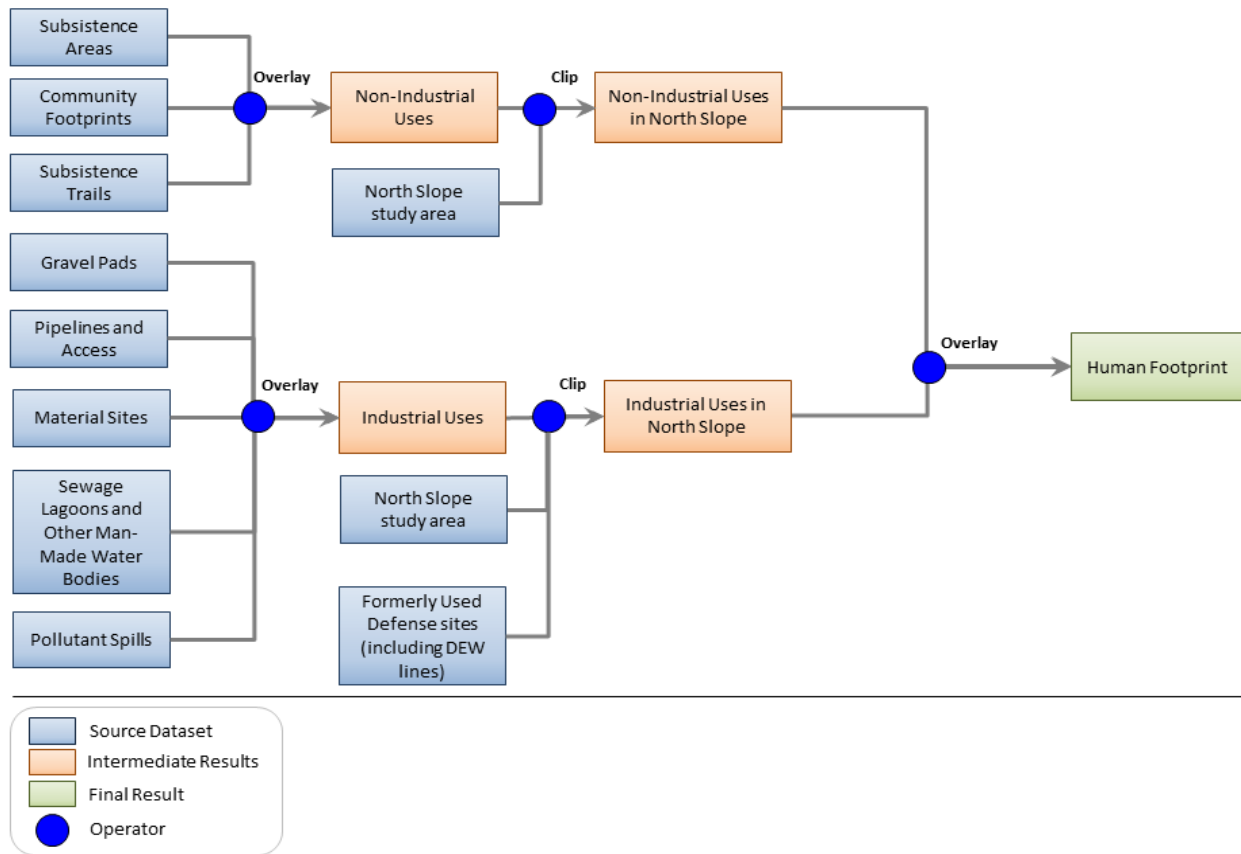 Subsistence
Areas
Community
Footprints
Subsistence
Trails
Overlay
Non-Industrial
Uses
Clip
Non-Industrial Uses
in North Slope
North Slope
study area
Gravel Pads
Pipelines and
Access
Material Sites
Sewage
Lagoons and
Other Man-
Made Water
Bodies
Pollutant Spills
Overlay
Industrial Uses
Clip
Industrial Uses in
North Slope
North Slope
study area
Formerly Used
Defense sites
(including DEW
lines)
Overlay
Human Footprint
Source Dataset
Intermediate Results
Final Result
Operator